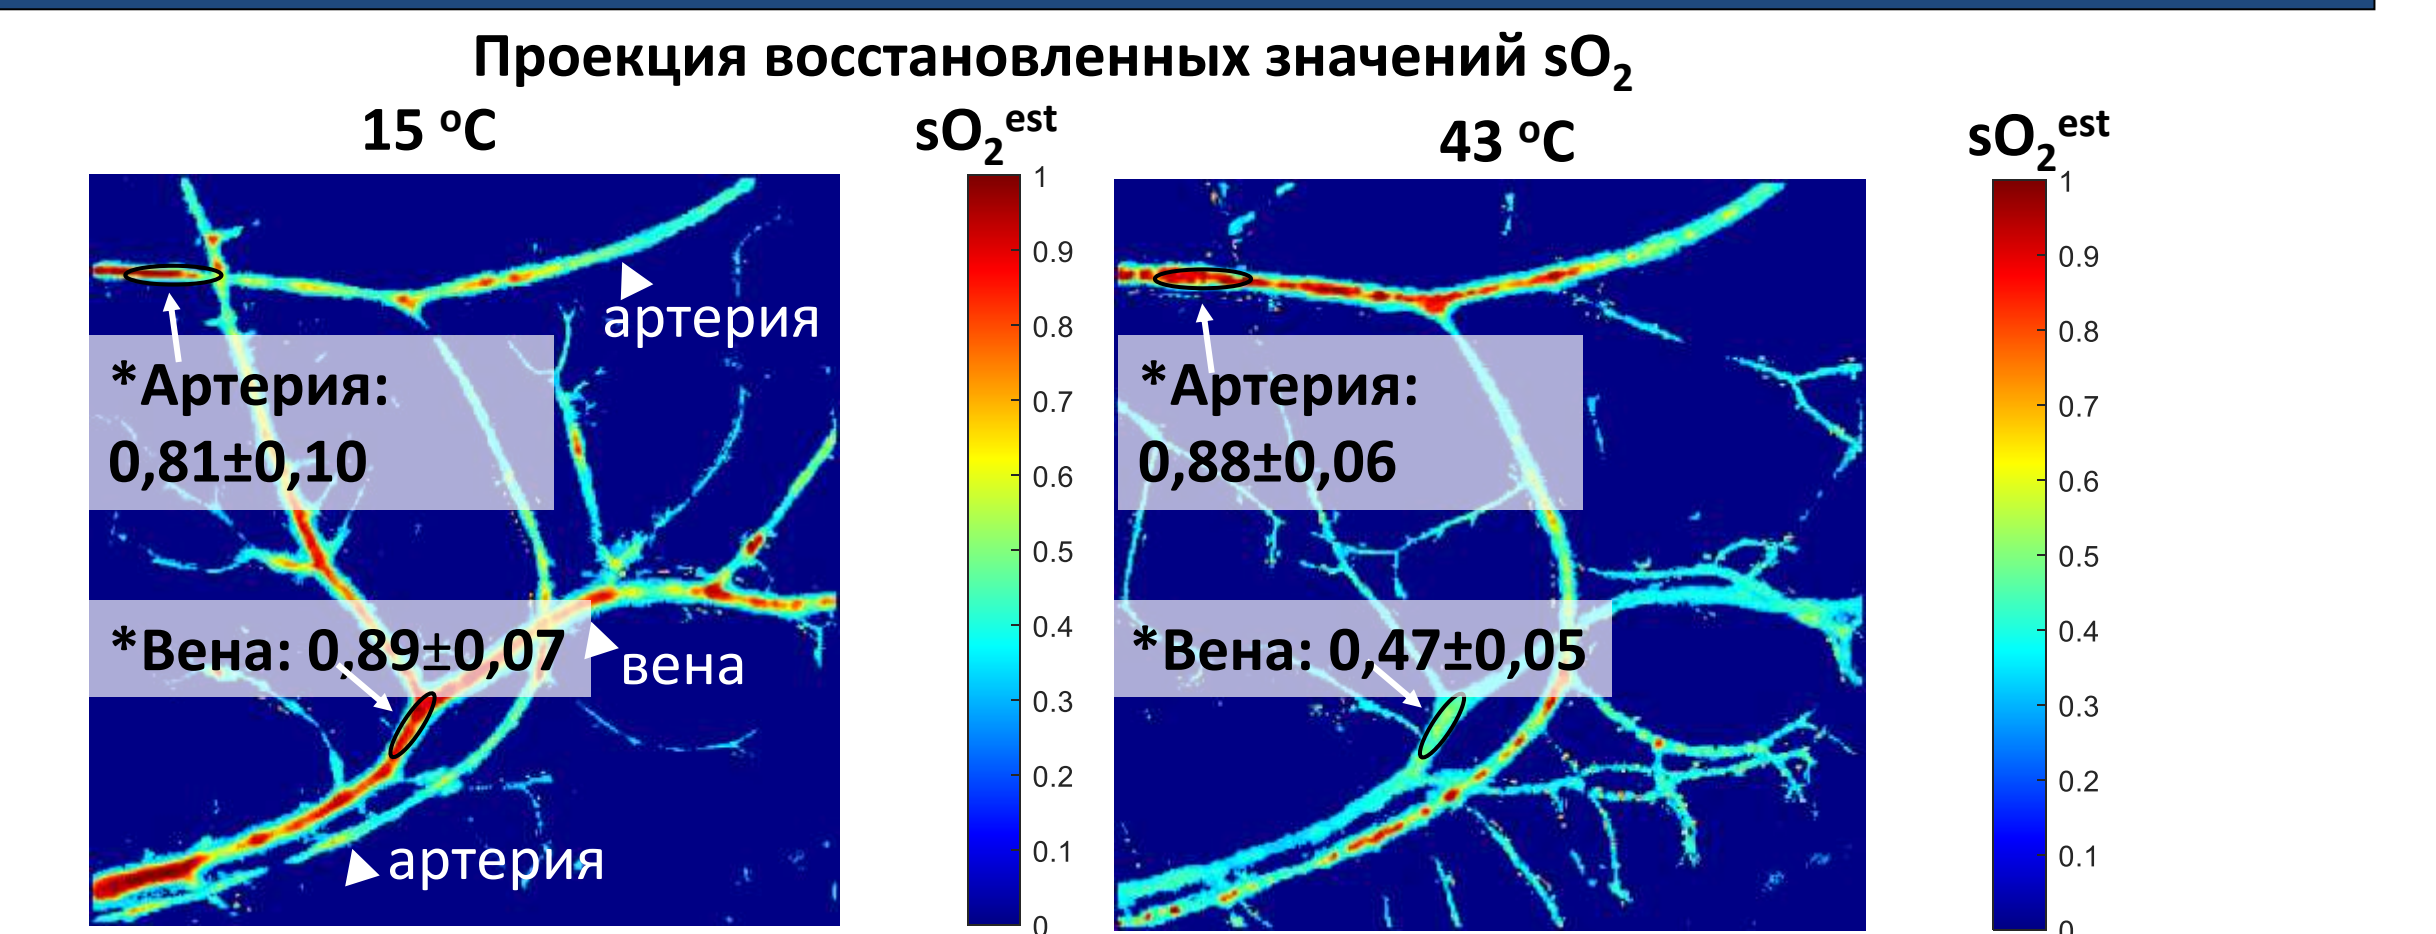 Проекция восстановленных значений sO₂
15 ᵒC
sO₂ᵉˢᵗ
43 ᵒC
sO₂ᵉˢᵗ
артерия
*Артерия:
0,81±0,10
*Вена: 0,89±0,07
вена
артерия
1
0.9
0.8
0.7
0.6
0.5
0.4
0.3
0.2
0.1
0
*Артерия:
0,88±0,06
*Вена: 0,47±0,05
1
0.9
0.8
0.7
0.6
0.5
0.4
0.3
0.2
0.1
0